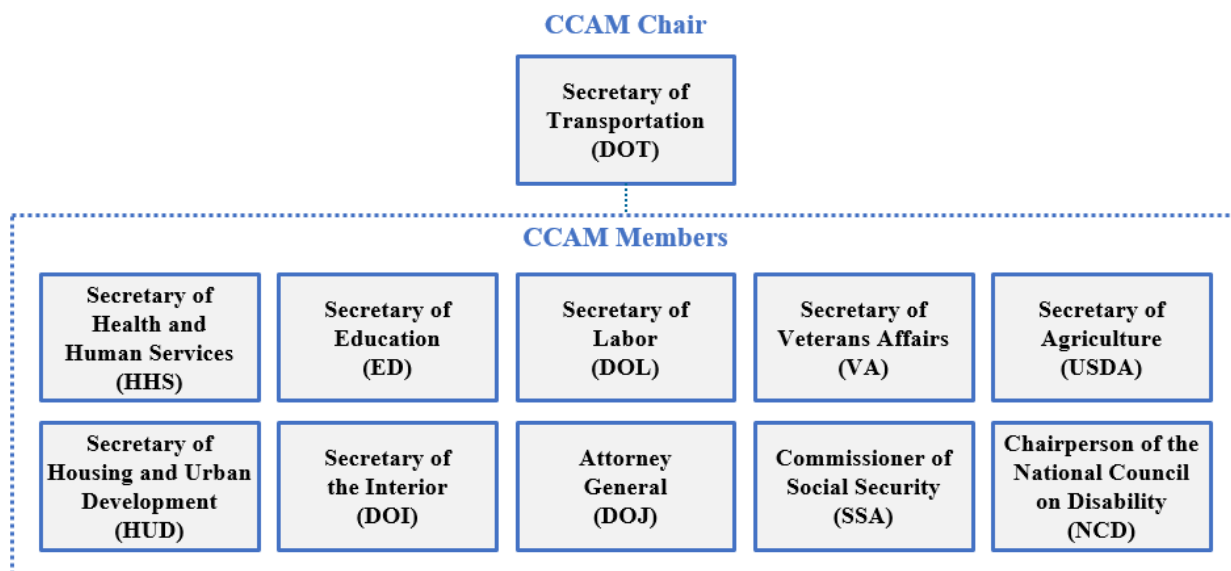 CCAM Chair
Secretary of
Transportation
(DOT)
CCAM Members
Secretary of
Health and
Human Services
(HHS)
Secretary of
Education
(ED)
Secretary of
Labor
(DOL)
Secretary of
Veterans Affairs
(VA)
Secretary of
Agriculture
(USDA)
Secretary of
Housing and Urban
Development
(HUD)
Secretary of
the Interior
(DOI)
Attorney
General
(DOJ)
Commissioner of
Social Security
(SSA)
Chairperson of the
National Council
on Disability
(NCD)